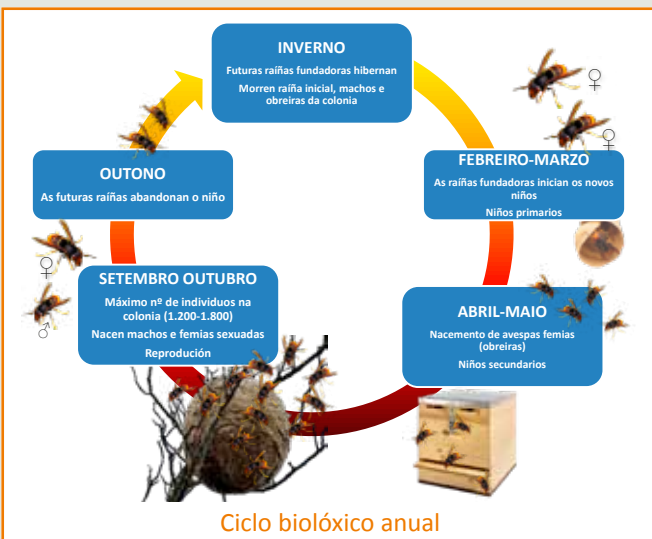 INVERNO
Futuras raíñas fundadoras hibernan
Morren raíña inicial, machos e
obreiras da colonia
♀
♀
FEBREIRO-MARZO
As raíñas fundadoras inician os novos
niños
Niños primarios
ABRIL-MAIO
Nacemento de avespas femias
(obreiras)
Niños secundarios
SETEMBRO OUTUBRO
Máximo nº de individuos na
colonia (1.200-1.800)
Nacen machos e femias sexuadas
Reprodución
♀
♂
OUTONO
As futuras raíñas abandonan o niño
Ciclo biolóxico anual